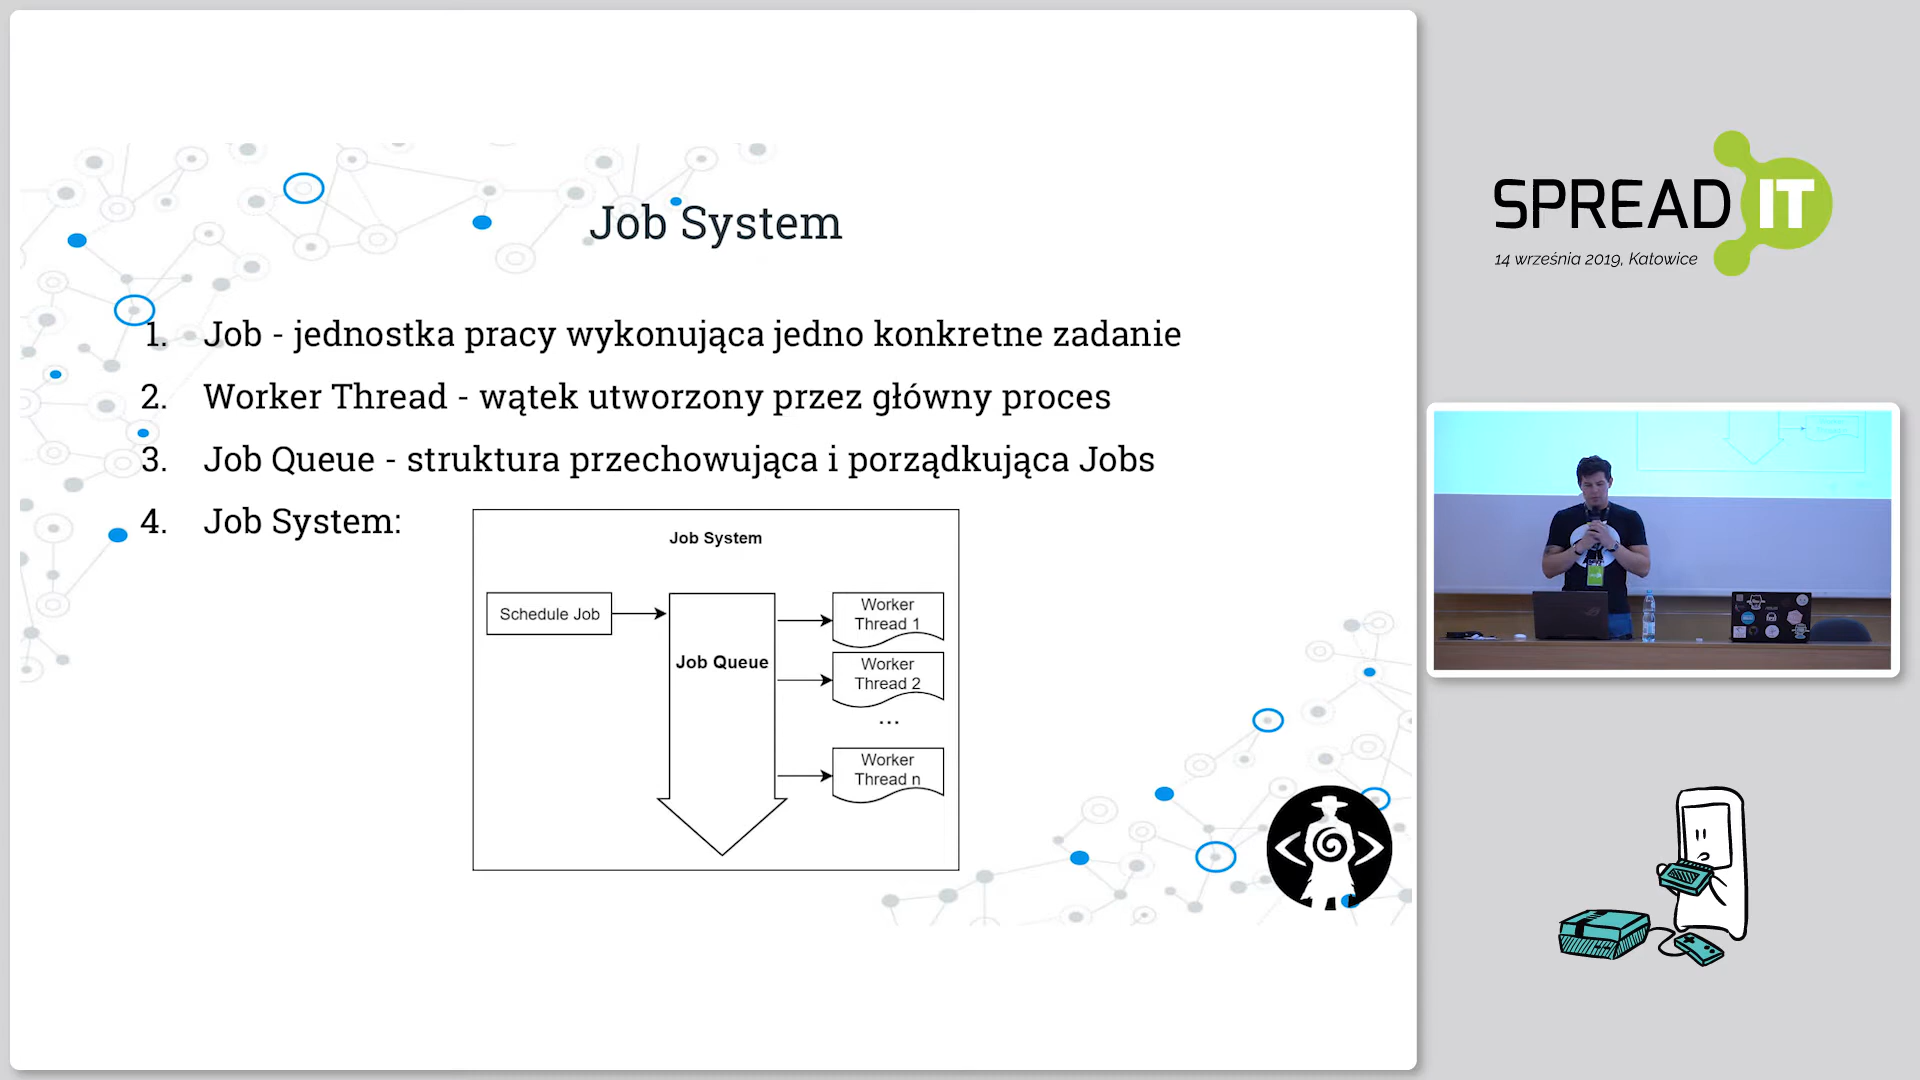 Job System
1. Job - jednostka pracy wykonująca jedno konkretne zadanie
2. Worker Thread - wątek utworzony przez główny proces
3. Job Queue - struktura przechowująca i porządkująca Jobs
4. Job System:
Job System
Schedule Job
Job Queue
Worker
Thread 1
Worker
Thread 2
...
Worker
Thread n
SPREAD IT
14 września 2019, Katowice